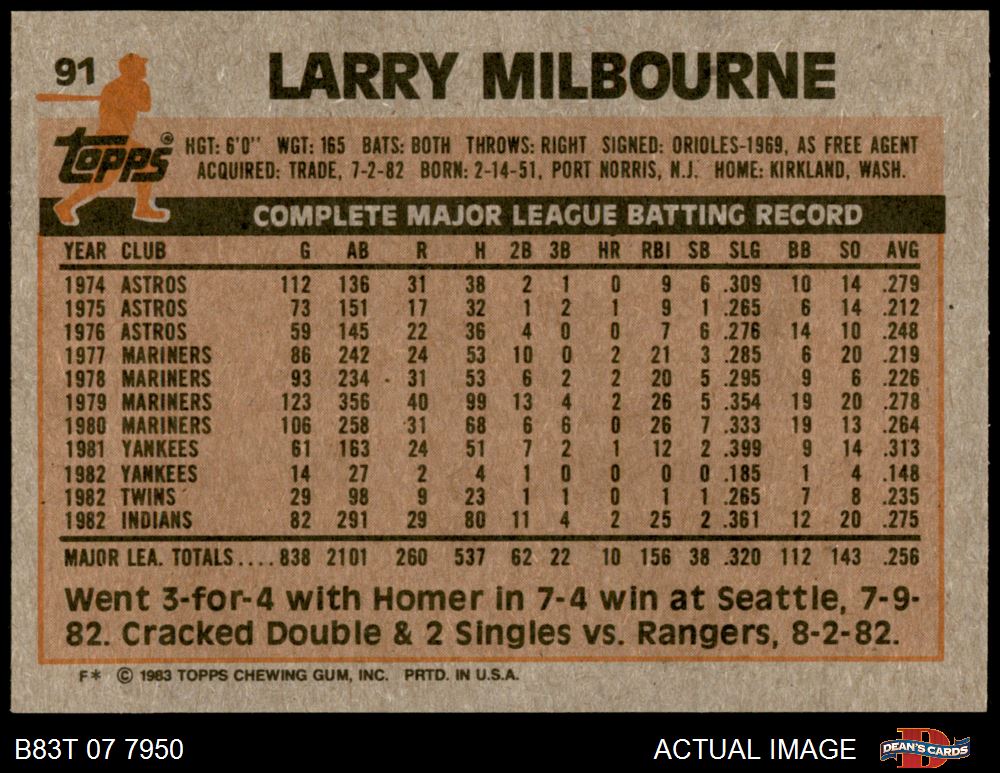 91
LARRY MILBOURNE
Topps®
HGT: 6'0" WGT: 165 BATS: BOTH THROWS: RIGHT SIGNED: ORIOLES-1969, AS FREE AGENT
ACQUIRED: TRADE, 7-2-82 BORN: 2-14-51, PORT NORRIS, N.J. HOME: KIRKLAND, WASH.
COMPLETE MAJOR LEAGUE BATTING RECORD
YEAR CLUB G AB R H 2B 3B HR RBI SB SLG BB SO AVG
1974 ASTROS 112 136 31 38 2 1 0 9 6 .309 10 14 .279
1975 ASTROS 73 151 17 32 1 2 1 9 1 .265 6 14 .212
1976 ASTROS 59 145 22 36 4 0 0 7 6 .276 14 10 .248
1977 MARINERS 86 242 24 53 10 0 2 21 3 .285 6 20 .219
1978 MARINERS 93 234 31 53 6 2 2 20 5 .295 9 6 .226
1979 MARINERS 123 356 40 99 13 4 2 26 5 .354 19 20 .278
1980 MARINERS 106 258 31 68 6 6 0 26 7 .333 19 13 .264
1981 YANKEES 61 163 24 51 7 2 1 12 2 .399 9 14 .313
1982 YANKEES 14 27 2 4 1 0 0 0 0 .185 1 4 .148
1982 TWINS 29 98 9 23 1 1 0 1 1 .265 7 8 .235
1982 INDIANS 82 291 29 80 11 4 2 25 2 .361 12 20 .275
MAJOR LEA. TOTALS.... 838 2101 260 537 62 22 10 156 38 .320 112 143 .256
Went 3-for-4 with Homer in 7-4 win at Seattle, 7-9-
82. Cracked Double & 2 Singles vs. Rangers, 8-2-82.
F* © 1983 TOPPS CHEWING GUM, INC. PRTD. IN U.S.A.
B83T 07 7950 ACTUAL IMAGE DEAN'S CARDS